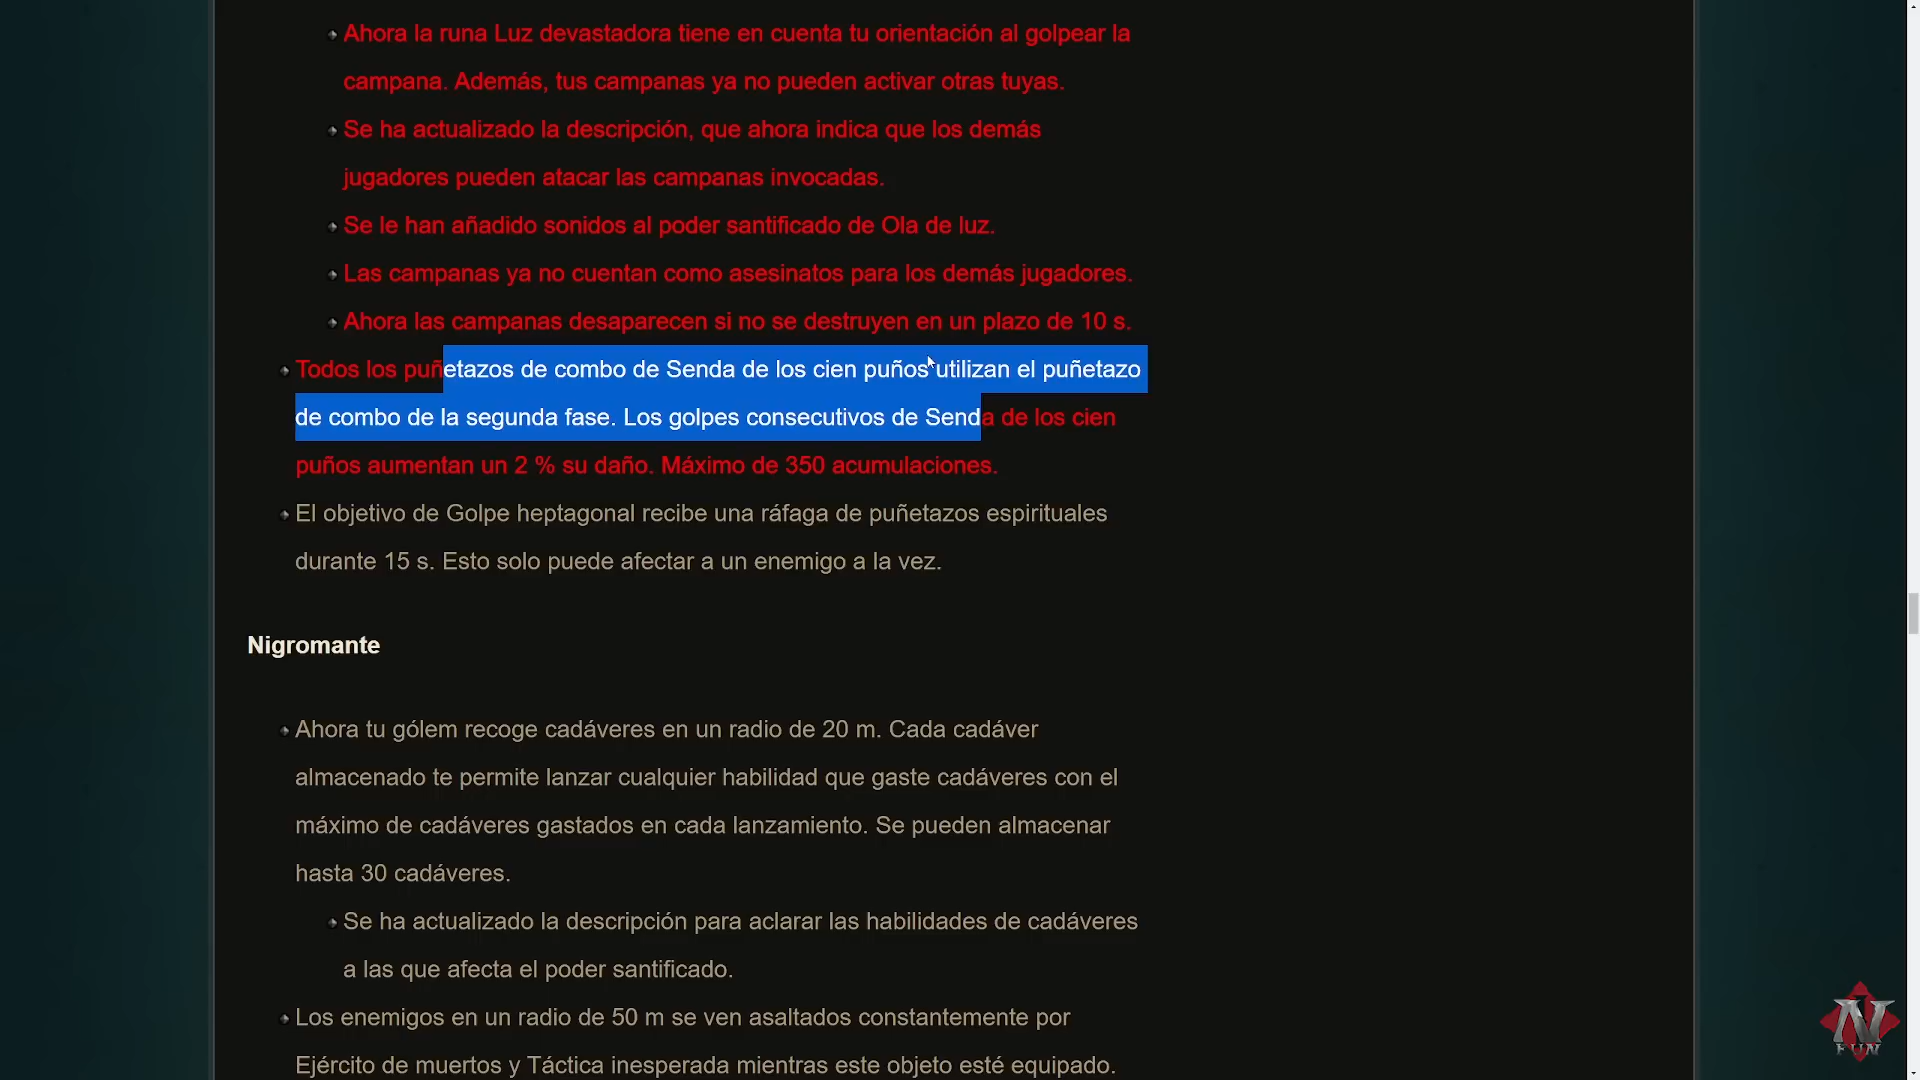 Ahora la runa Luz devastadora tiene en cuenta tu orientación al golpear la
campana. Además, tus campanas ya no pueden activar otras tuyas.
Se ha actualizado la descripción, que ahora indica que los demás
jugadores pueden atacar las campanas invocadas.
Se le han añadido sonidos al poder santificado de Ola de luz.
Las campanas ya no cuentan como asesinatos para los demás jugadores.
Ahora las campanas desaparecen si no se destruyen en un plazo de 10 s.
Todos los puñetazos de combo de Senda de los cien puños utilizan el puñetazo
de combo de la segunda fase. Los golpes consecutivos de Senda de los cien
puños aumentan un 2 % su daño. Máximo de 350 acumulaciones.
El objetivo de Golpe heptagonal recibe una ráfaga de puñetazos espirituales
durante 15 s. Esto solo puede afectar a un enemigo a la vez.
Nigromante
Ahora tu gólem recoge cadáveres en un radio de 20 m. Cada cadáver
almacenado te permite lanzar cualquier habilidad que gaste cadáveres con el
máximo de cadáveres gastados en cada lanzamiento. Se pueden almacenar
hasta 30 cadáveres.
Se ha actualizado la descripción para aclarar las habilidades de cadáveres
a las que afecta el poder santificado.
Los enemigos en un radio de 50 m se ven asaltados constantemente por
Ejército de muertos y Táctica inesperada mientras este objeto esté equipado.
N
FUN